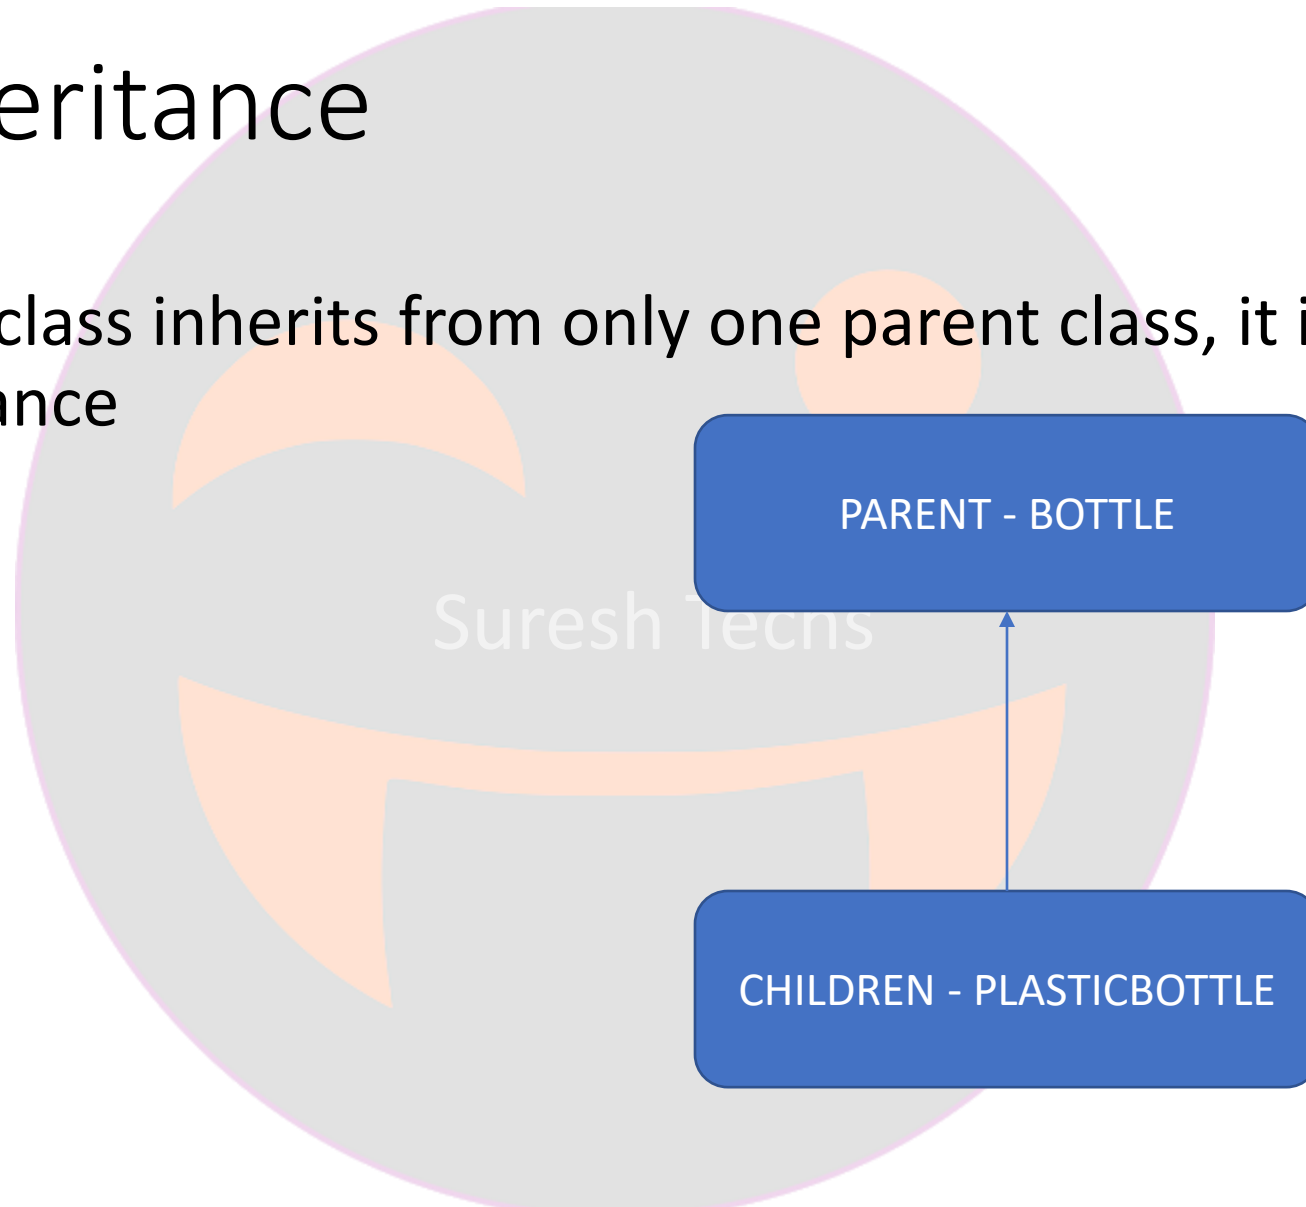 eritance
class inherits from only one parent class, it i
ance
PARENT - BOTTLE
Suresh Techs
CHILDREN - PLASTICBOTTLE